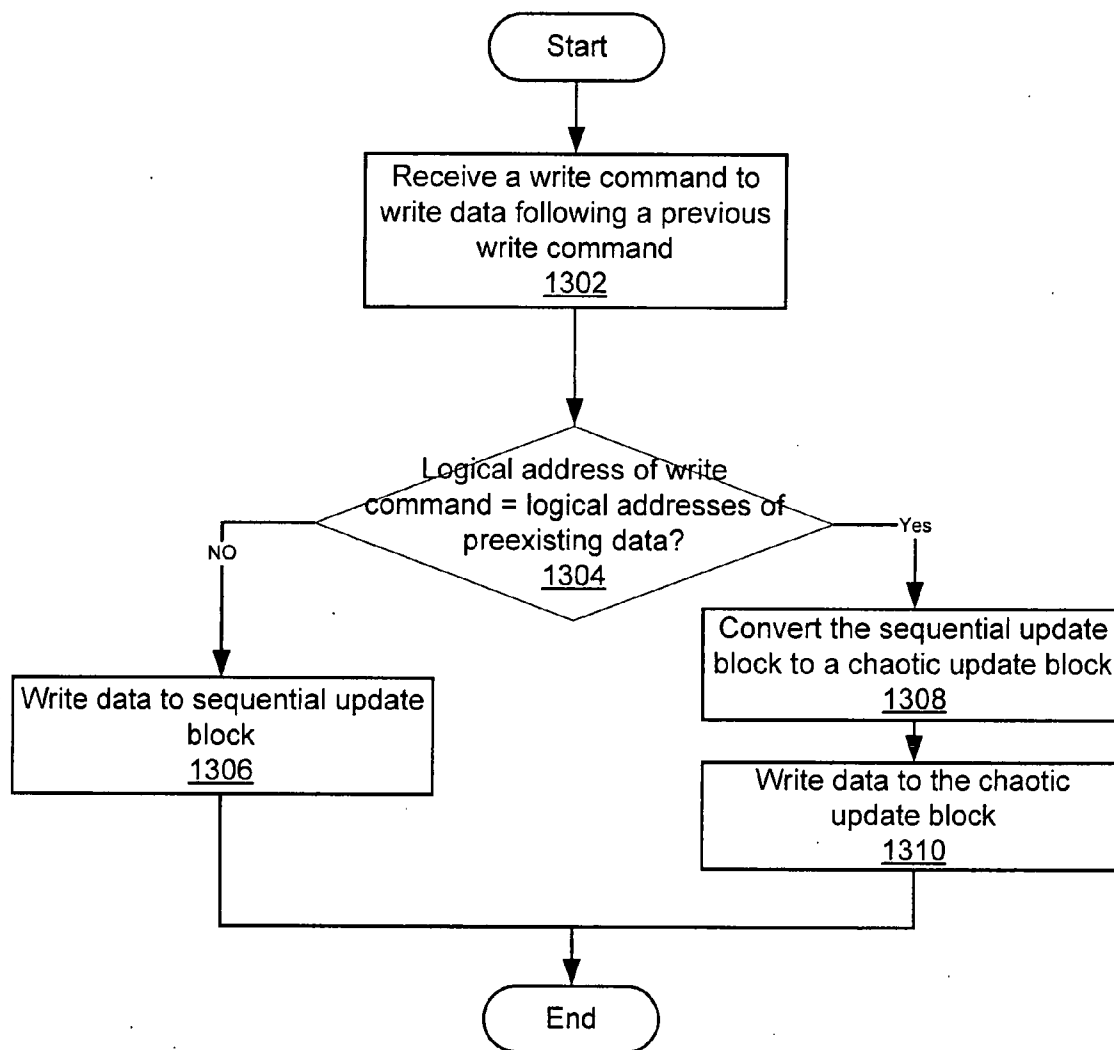 Start
Receive a write command to
write data following a previous
write command
1302
Logical address of write
command = logical addresses of
preexisting data?
1304
NO
Yes
Convert the sequential update
block to a chaotic update block
1308
Write data to sequential update
block
1306
Write data to the chaotic
update block
1310
End